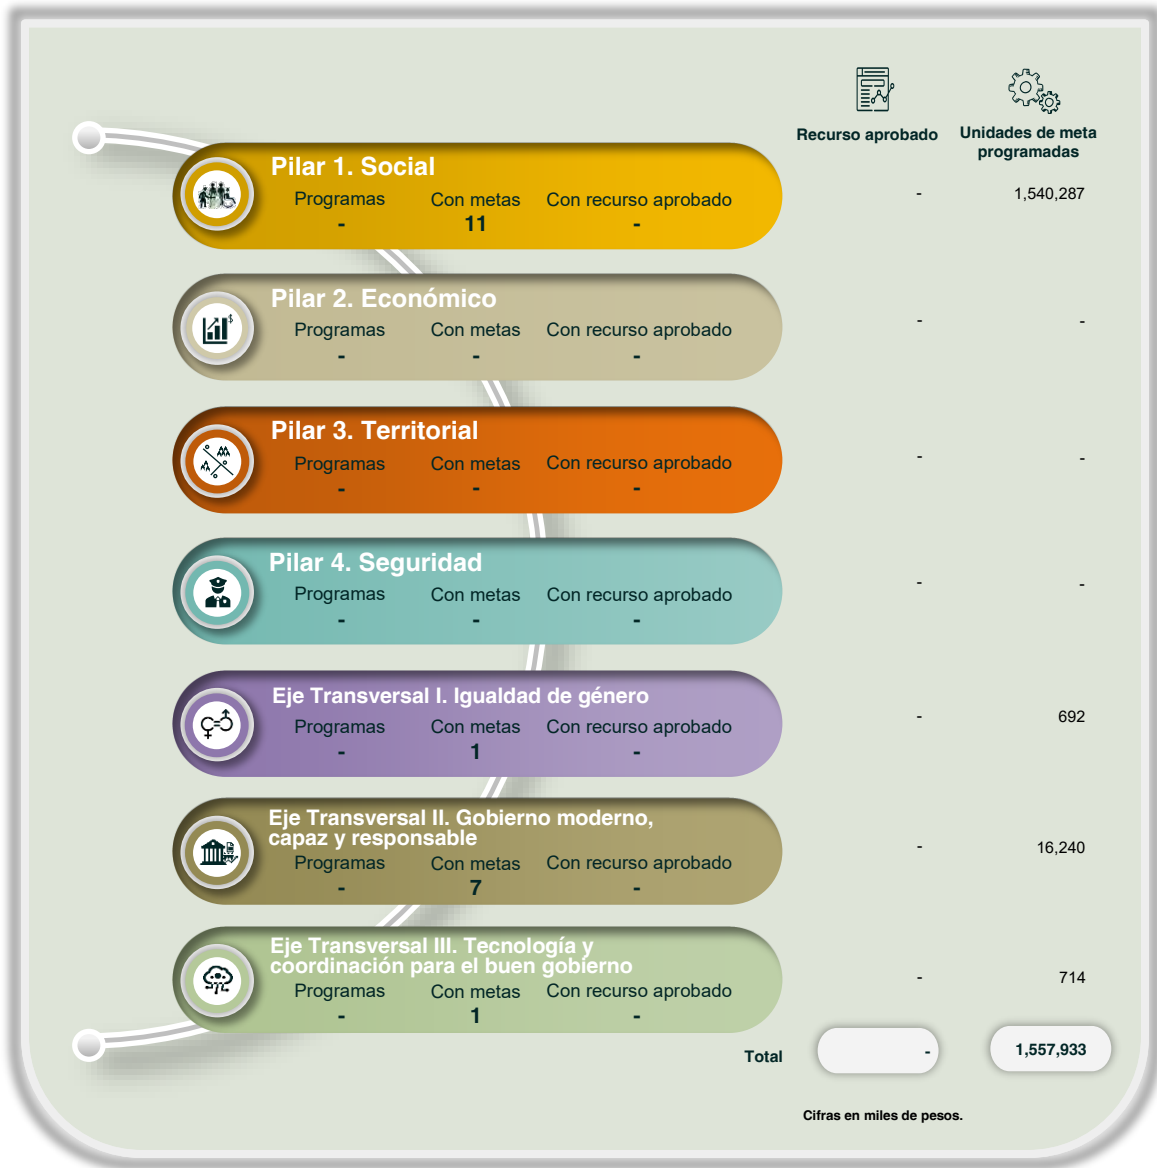 Recurso aprobado
Unidades de meta
programadas
Pilar 1. Social
Programas Con metas Con recurso aprobado
- 11 -
- 1,540,287
Pilar 2. Económico
Programas Con metas Con recurso aprobado
- - -
- -
Pilar 3. Territorial
Programas Con metas Con recurso aprobado
- - -
- -
Pilar 4. Seguridad
Programas Con metas Con recurso aprobado
- - -
- -
Eje Transversal I. Igualdad de género
Programas Con metas Con recurso aprobado
- 1 -
- 692
Eje Transversal II. Gobierno moderno,
capaz y responsable
Programas Con metas Con recurso aprobado
- 7 -
- 16,240
Eje Transversal III. Tecnología y
coordinación para el buen gobierno
Programas Con metas Con recurso aprobado
- 1 -
- 714
Total - 1,557,933
Cifras en miles de pesos.